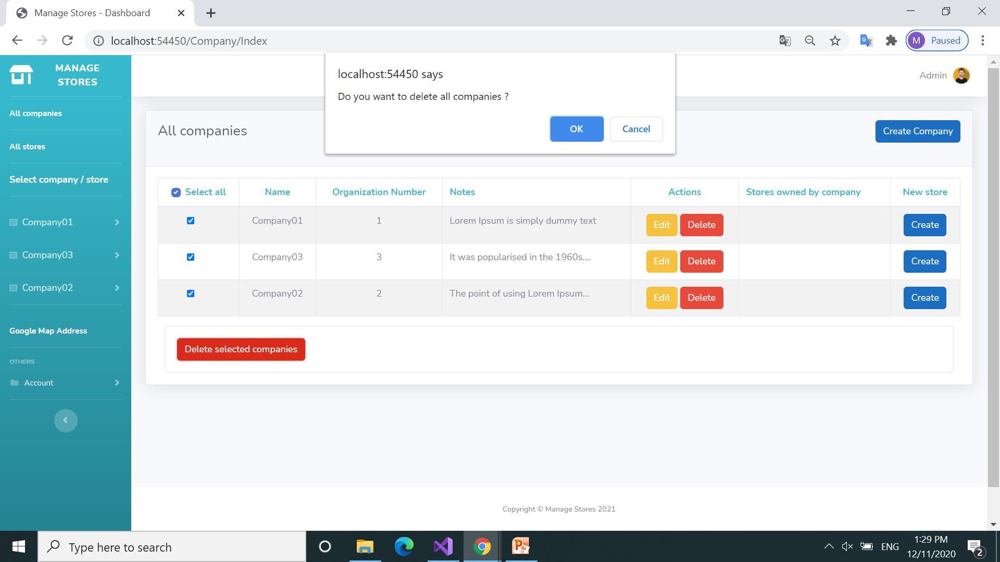 Manage Stores - Dashboard
localhost:54450/Company/Index
M Paused
MANAGE
STORES
All companies
All stores
Select company / store
Company01
Company03
Company02
Google Map Address
OTHERS
Account
localhost:54450 says
Do you want to delete all companies ?
OK Cancel
Admin
All companies
Create Company
Select all Name Organization Number Notes Actions Stores owned by company New store
Company01 1 Lorem Ipsum is simply dummy text Edit Delete Create
Company03 3 It was popularised in the 1960s.... Edit Delete Create
Company02 2 The point of using Lorem Ipsum... Edit Delete Create
Delete selected companies
Copyright © Manage Stores 2021
Type here to search
ENG
1:29 PM
12/11/2020
2